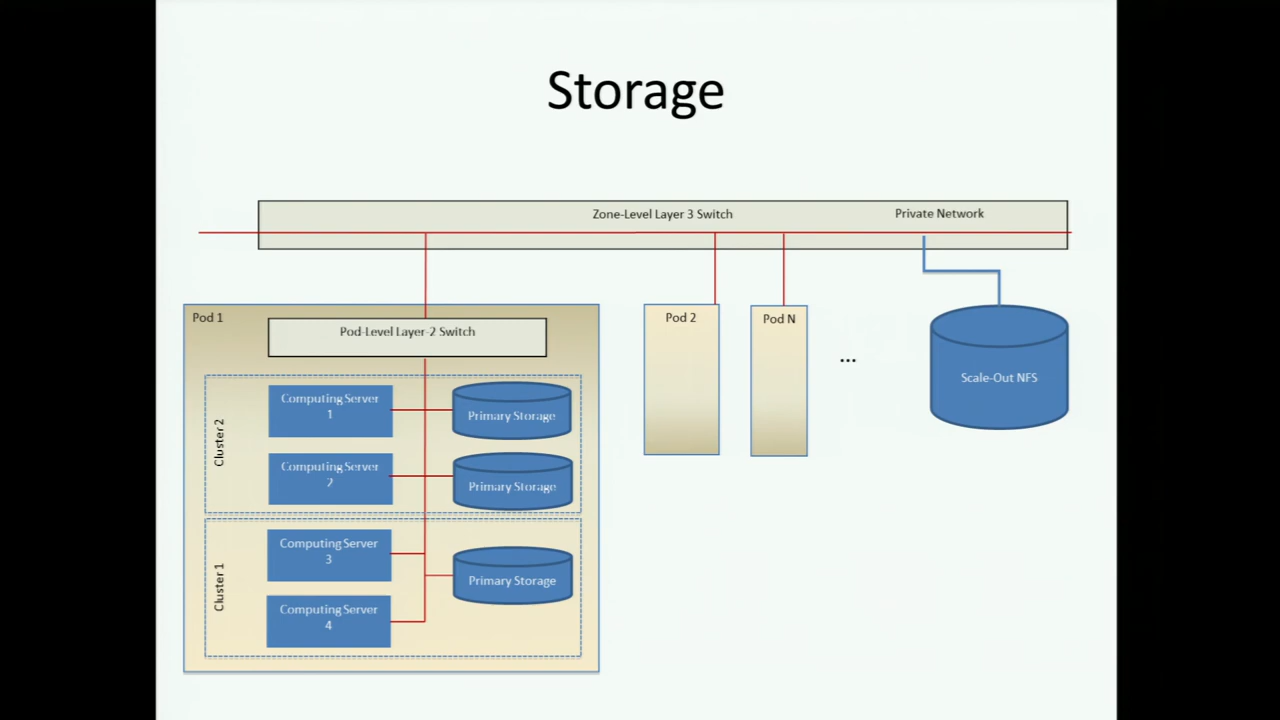 Storage
Zone-Level Layer 3 Switch
Private Network
Pod 1
Pod-Level Layer-2 Switch
Cluster 2
Computing Server
1
Primary Storage
Computing Server
2
Primary Storage
Cluster 1
Computing Server
3
Primary Storage
Computing Server
4
Pod 2
Pod N
...
Scale-Out NFS